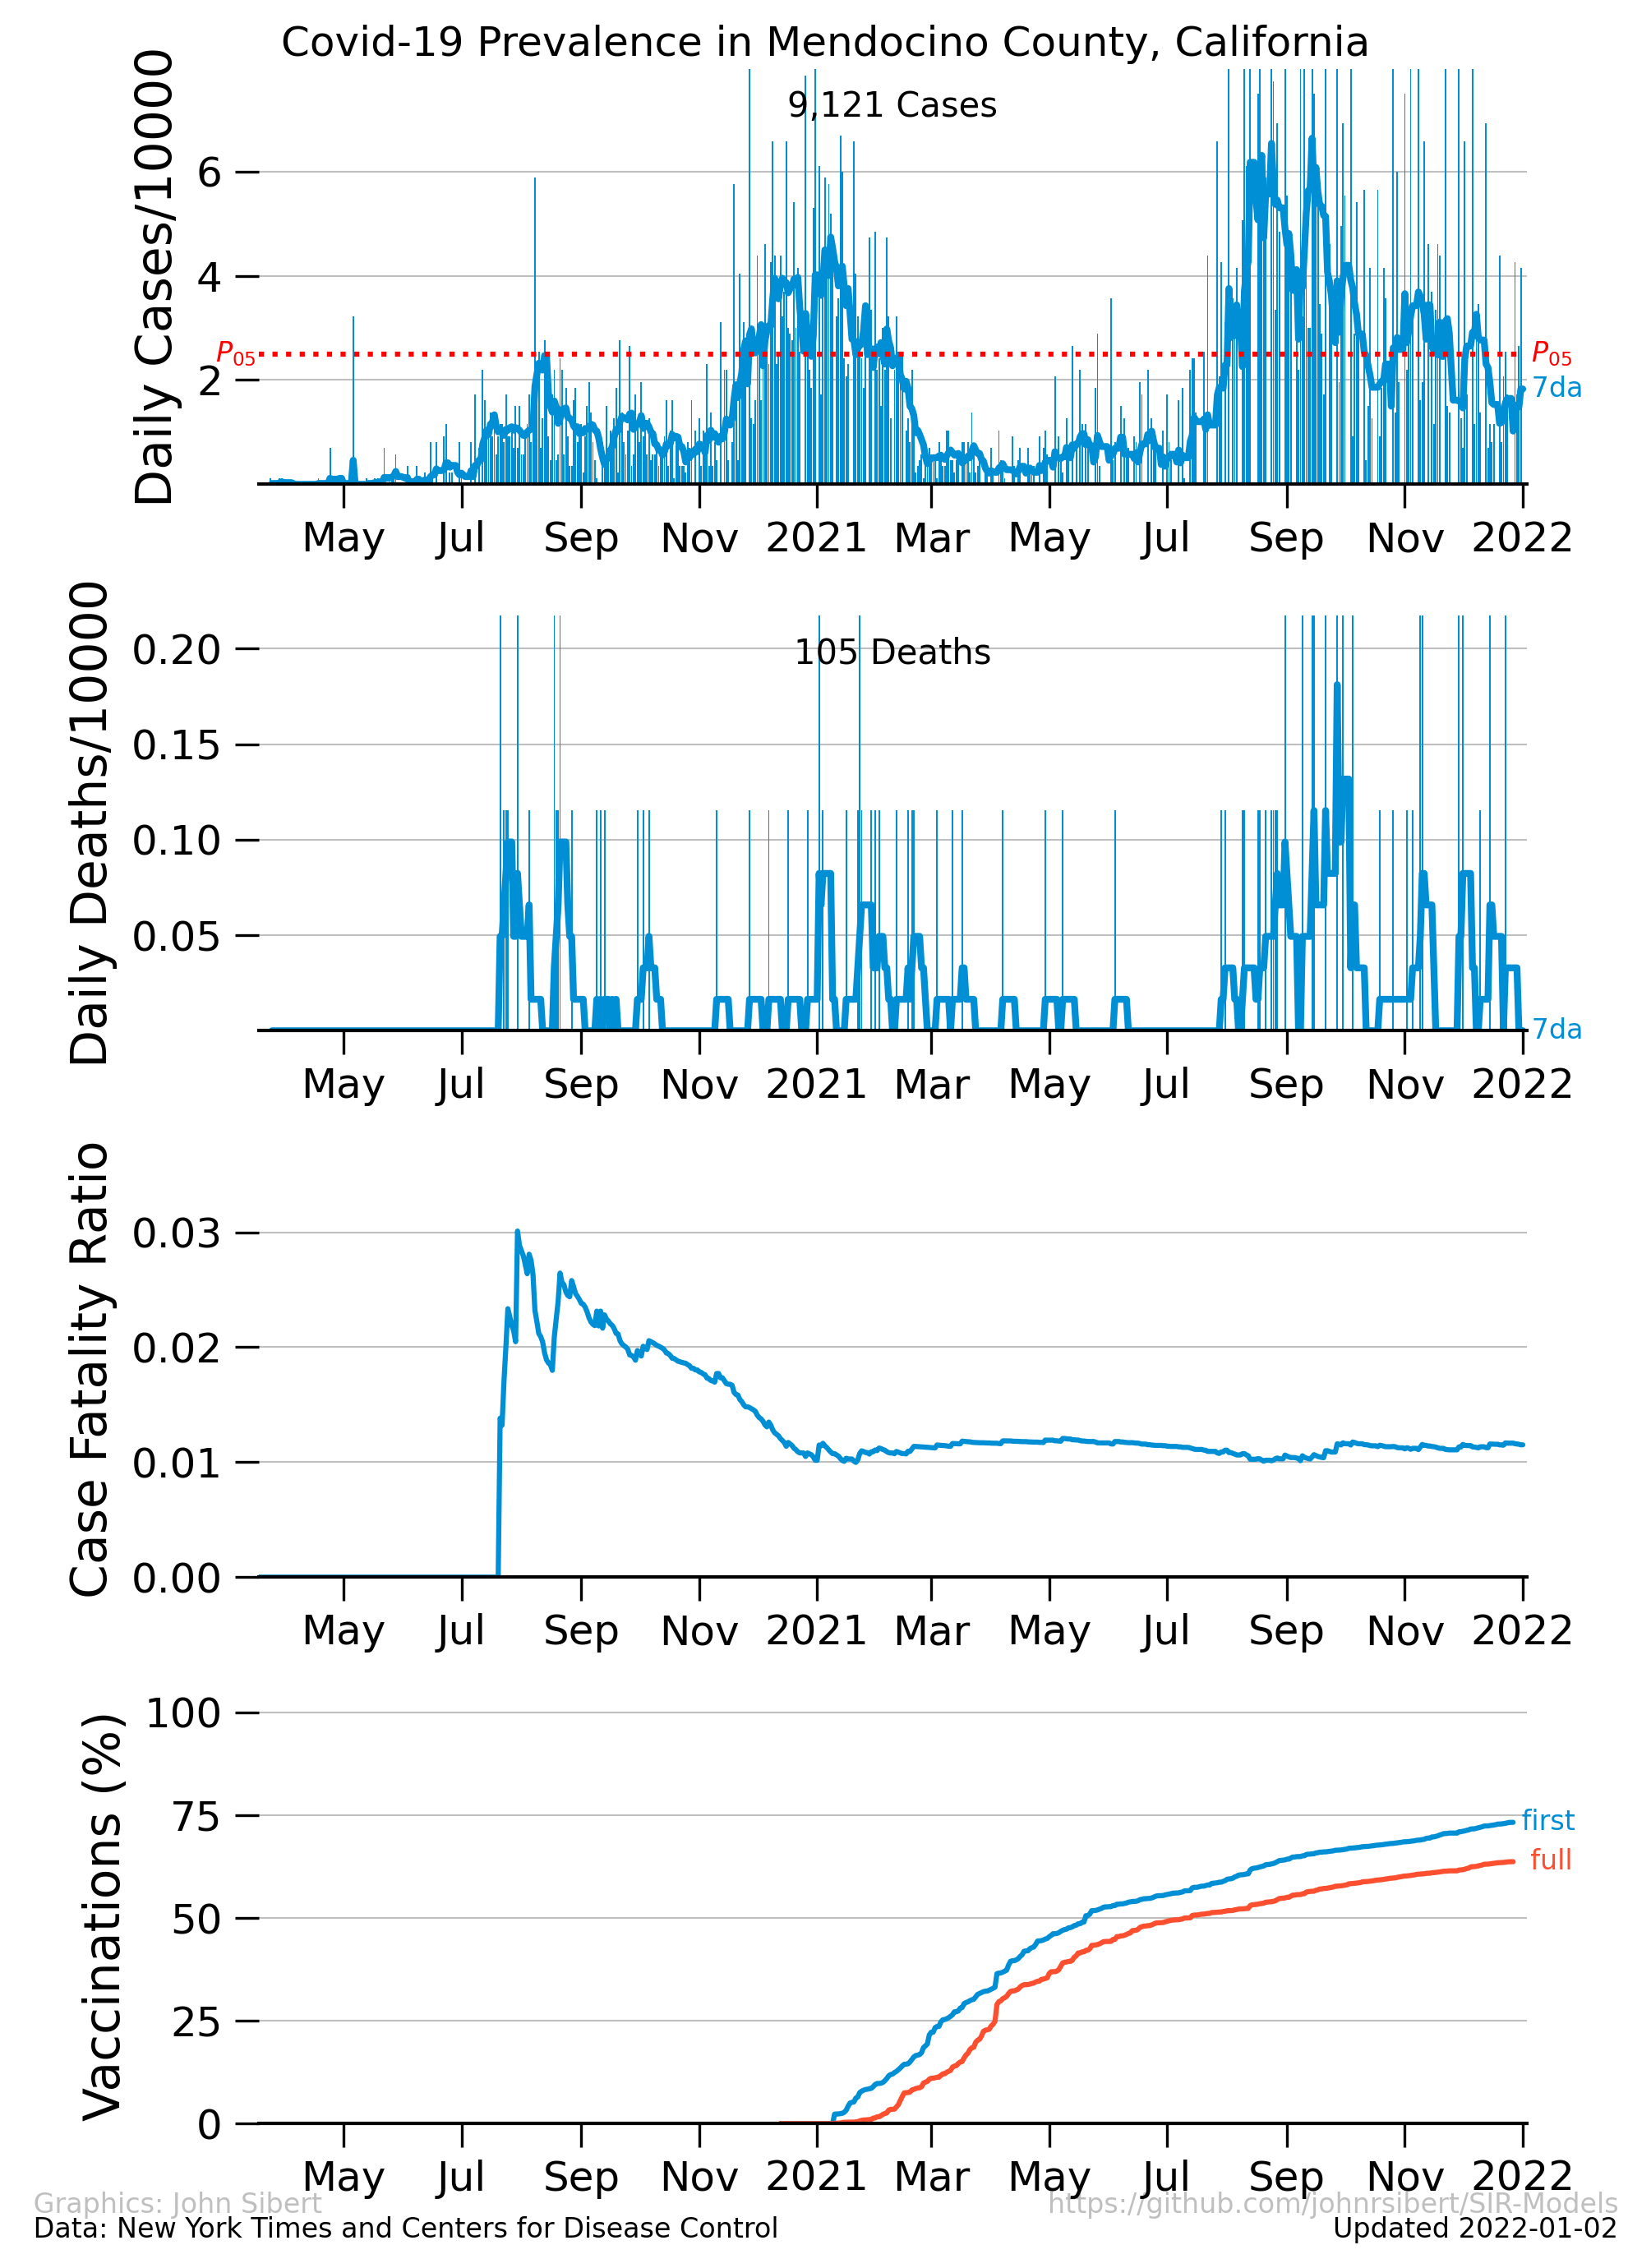 Covid-19 Prevalence in Mendocino County, California
Daily Cases/10000
9,121 Cases
6
4
2
P05
P05
7da
May Jul Sep Nov 2021 Mar May Jul Sep Nov 2022
Daily Deaths/10000
105 Deaths
0.20
0.15
0.10
0.05
7da
May Jul Sep Nov 2021 Mar May Jul Sep Nov 2022
Case Fatality Ratio
0.03
0.02
0.01
0.00
May Jul Sep Nov 2021 Mar May Jul Sep Nov 2022
Vaccinations (%)
100
75
50
25
0
first
full
May Jul Sep Nov 2021 Mar May Jul Sep Nov 2022
Graphics: John Sibert
https://github.com/johnrsibert/SIR-Models
Data: New York Times and Centers for Disease Control
Updated 2022-01-02